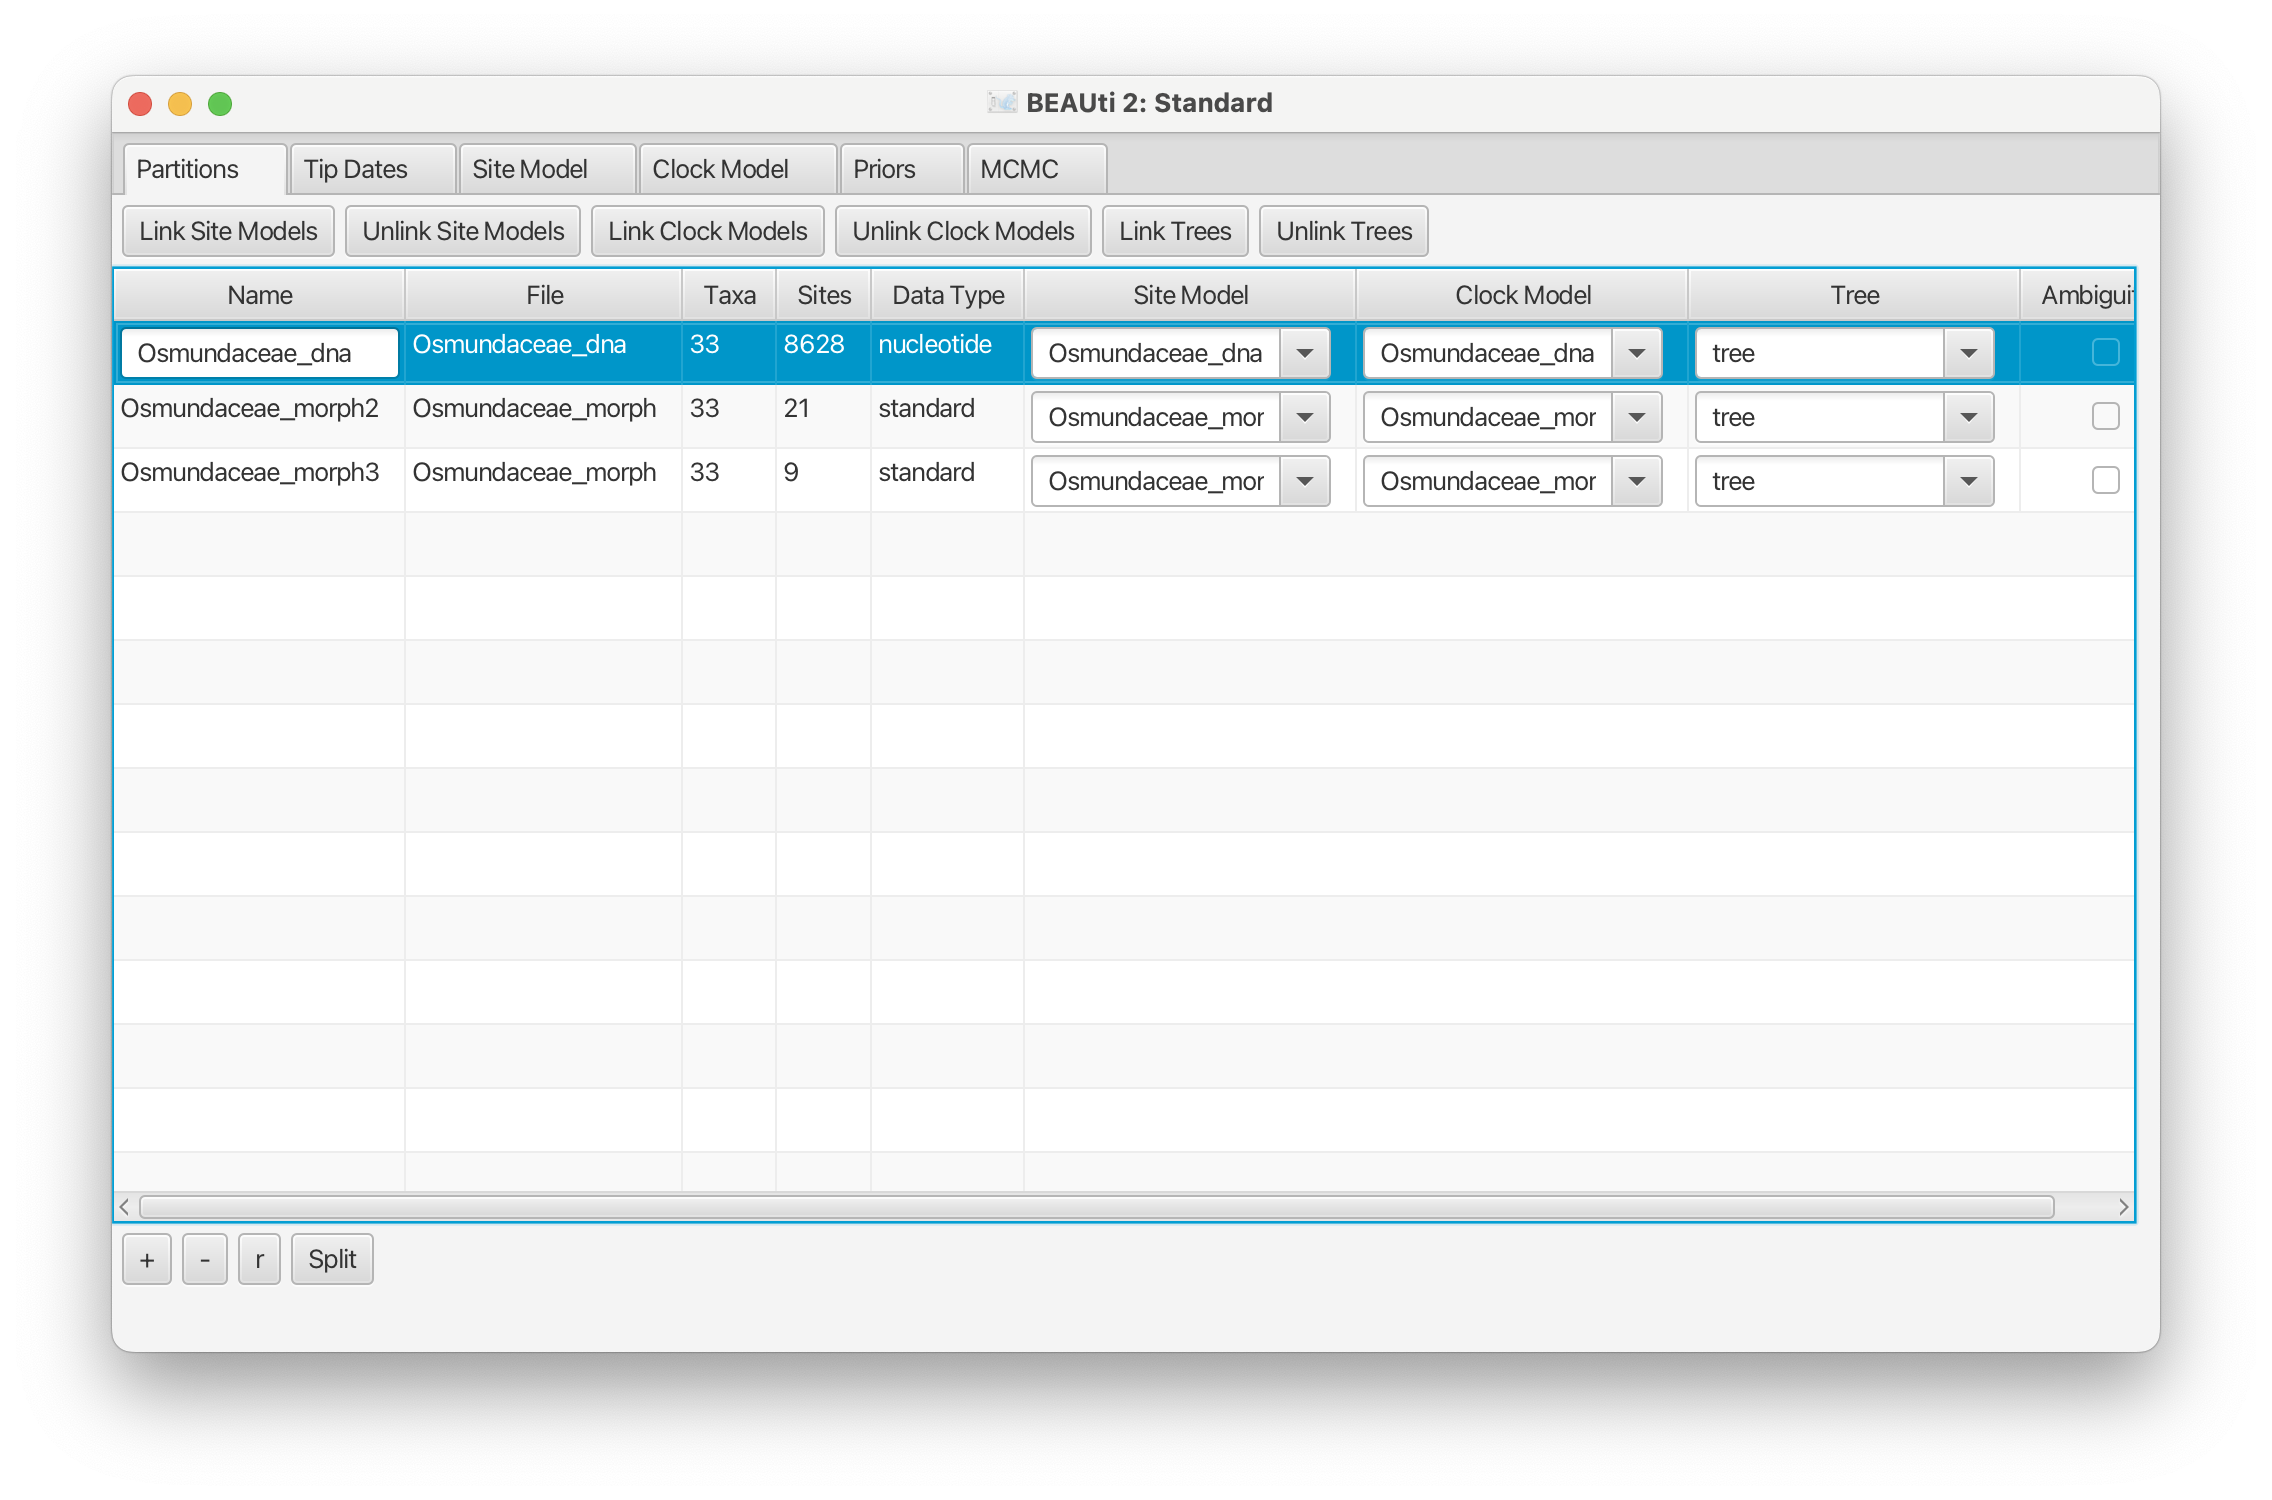 BEAUti 2: Standard
Partitions Tip Dates Site Model Clock Model Priors MCMC
Link Site Models Unlink Site Models Link Clock Models Unlink Clock Models Link Trees Unlink Trees
Name File Taxa Sites Data Type Site Model Clock Model Tree Ambiguit
Osmundaceae_dna Osmundaceae_dna 33 8628 nucleotide Osmundaceae_dna Osmundaceae_dna tree
Osmundaceae_morph2 Osmundaceae_morph 33 21 standard Osmundaceae_mor Osmundaceae_mor tree
Osmundaceae_morph3 Osmundaceae_morph 33 9 standard Osmundaceae_mor Osmundaceae_mor tree
+ - r Split